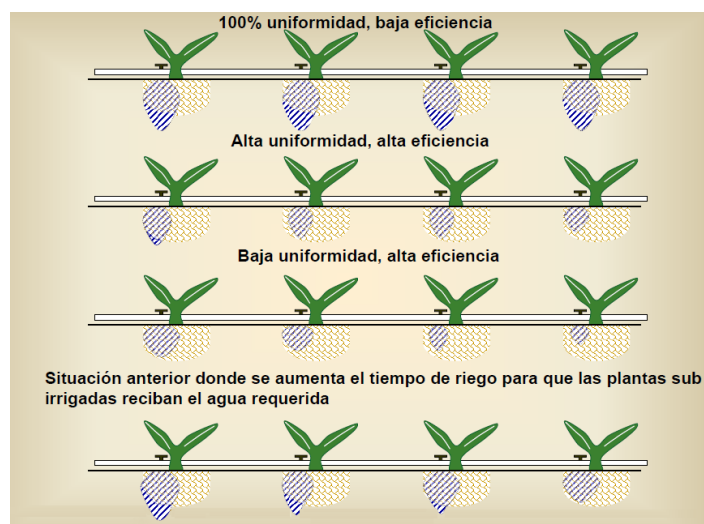 100% uniformidad, baja eficiencia
Alta uniformidad, alta eficiencia
Baja uniformidad, alta eficiencia
Situación anterior donde se aumenta el tiempo de riego para que las plantas sub
irrigadas reciban el agua requerida